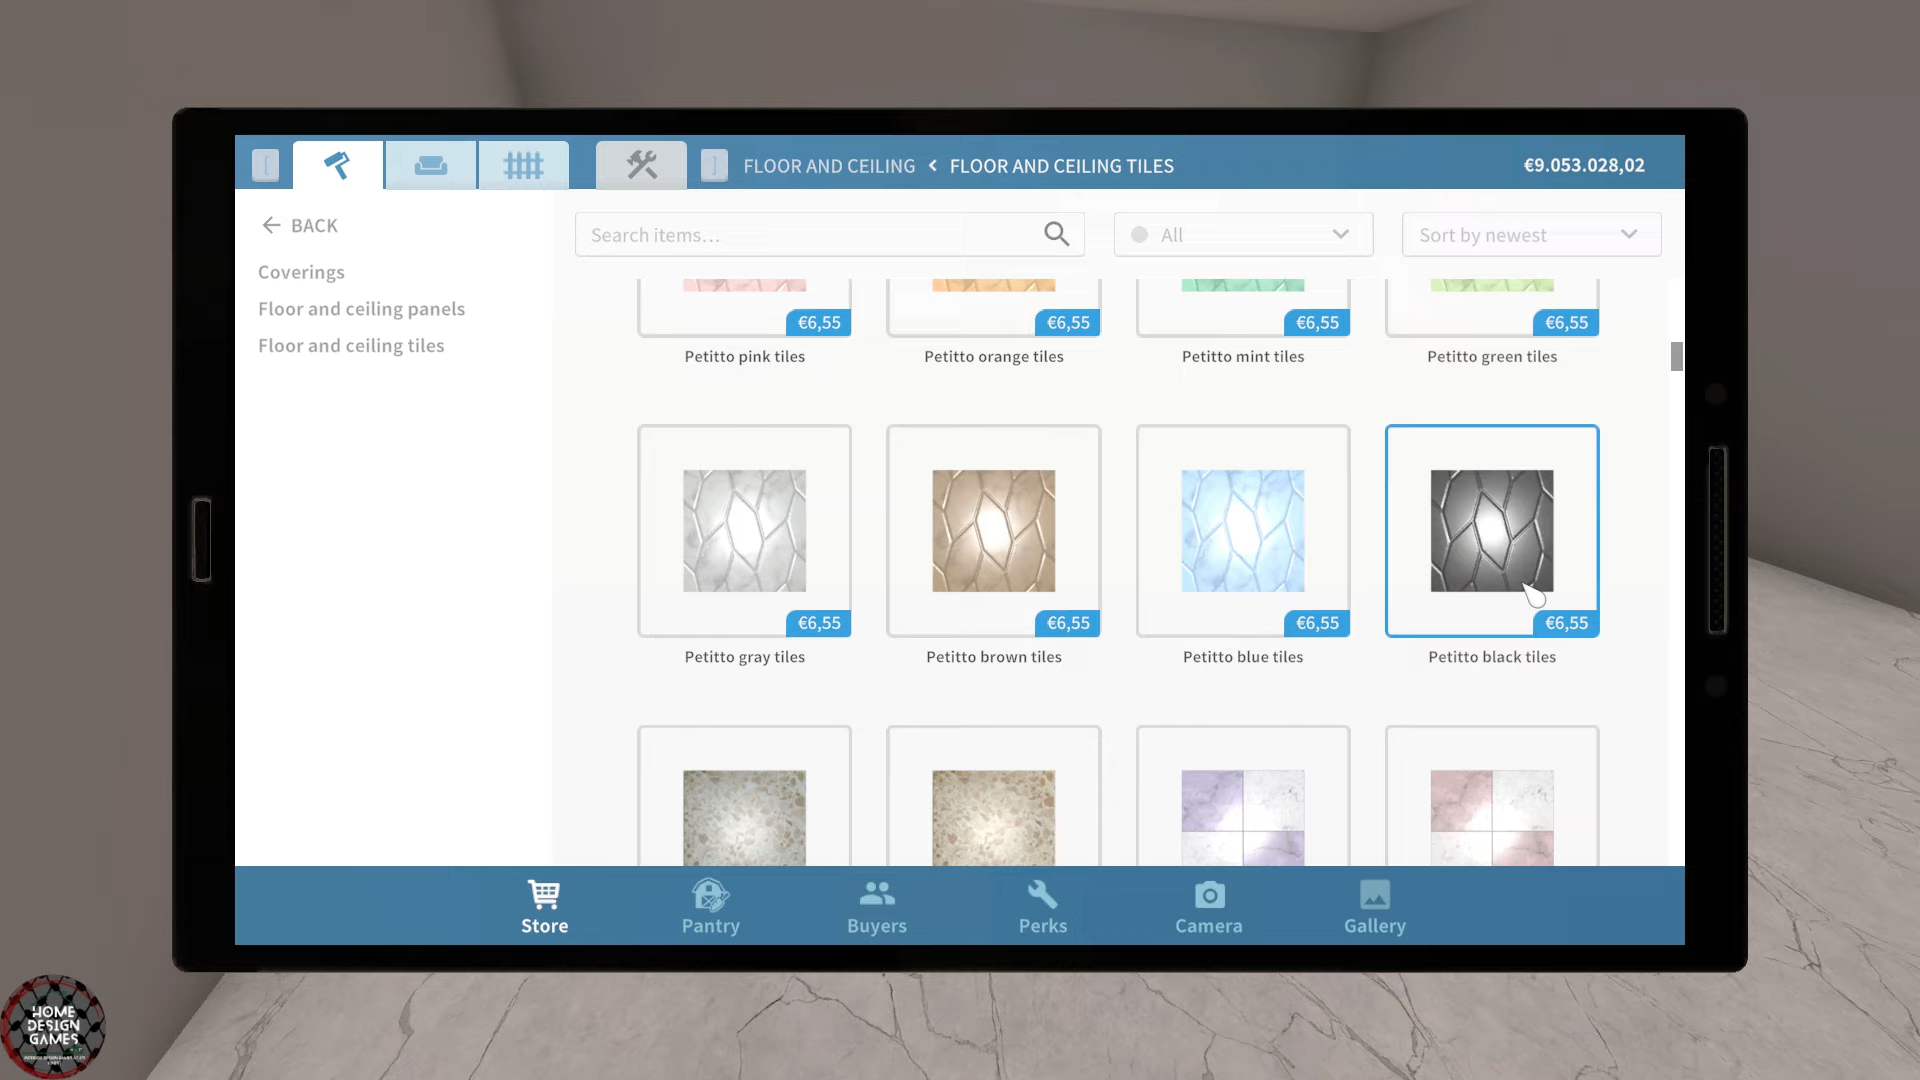 [
]
FLOOR AND CEILING < FLOOR AND CEILING TILES
€9.053.028,02
BACK
Coverings
Floor and ceiling panels
Floor and ceiling tiles
Search items...
All
Sort by newest
€6,55
€6,55
€6,55
€6,55
Petitto pink tiles
Petitto orange tiles
Petitto mint tiles
Petitto green tiles
€6,55
€6,55
€6,55
€6,55
Petitto gray tiles
Petitto brown tiles
Petitto blue tiles
Petitto black tiles
Store
Pantry
Buyers
Perks
Camera
Gallery
HOME
DESIGN
GAMES